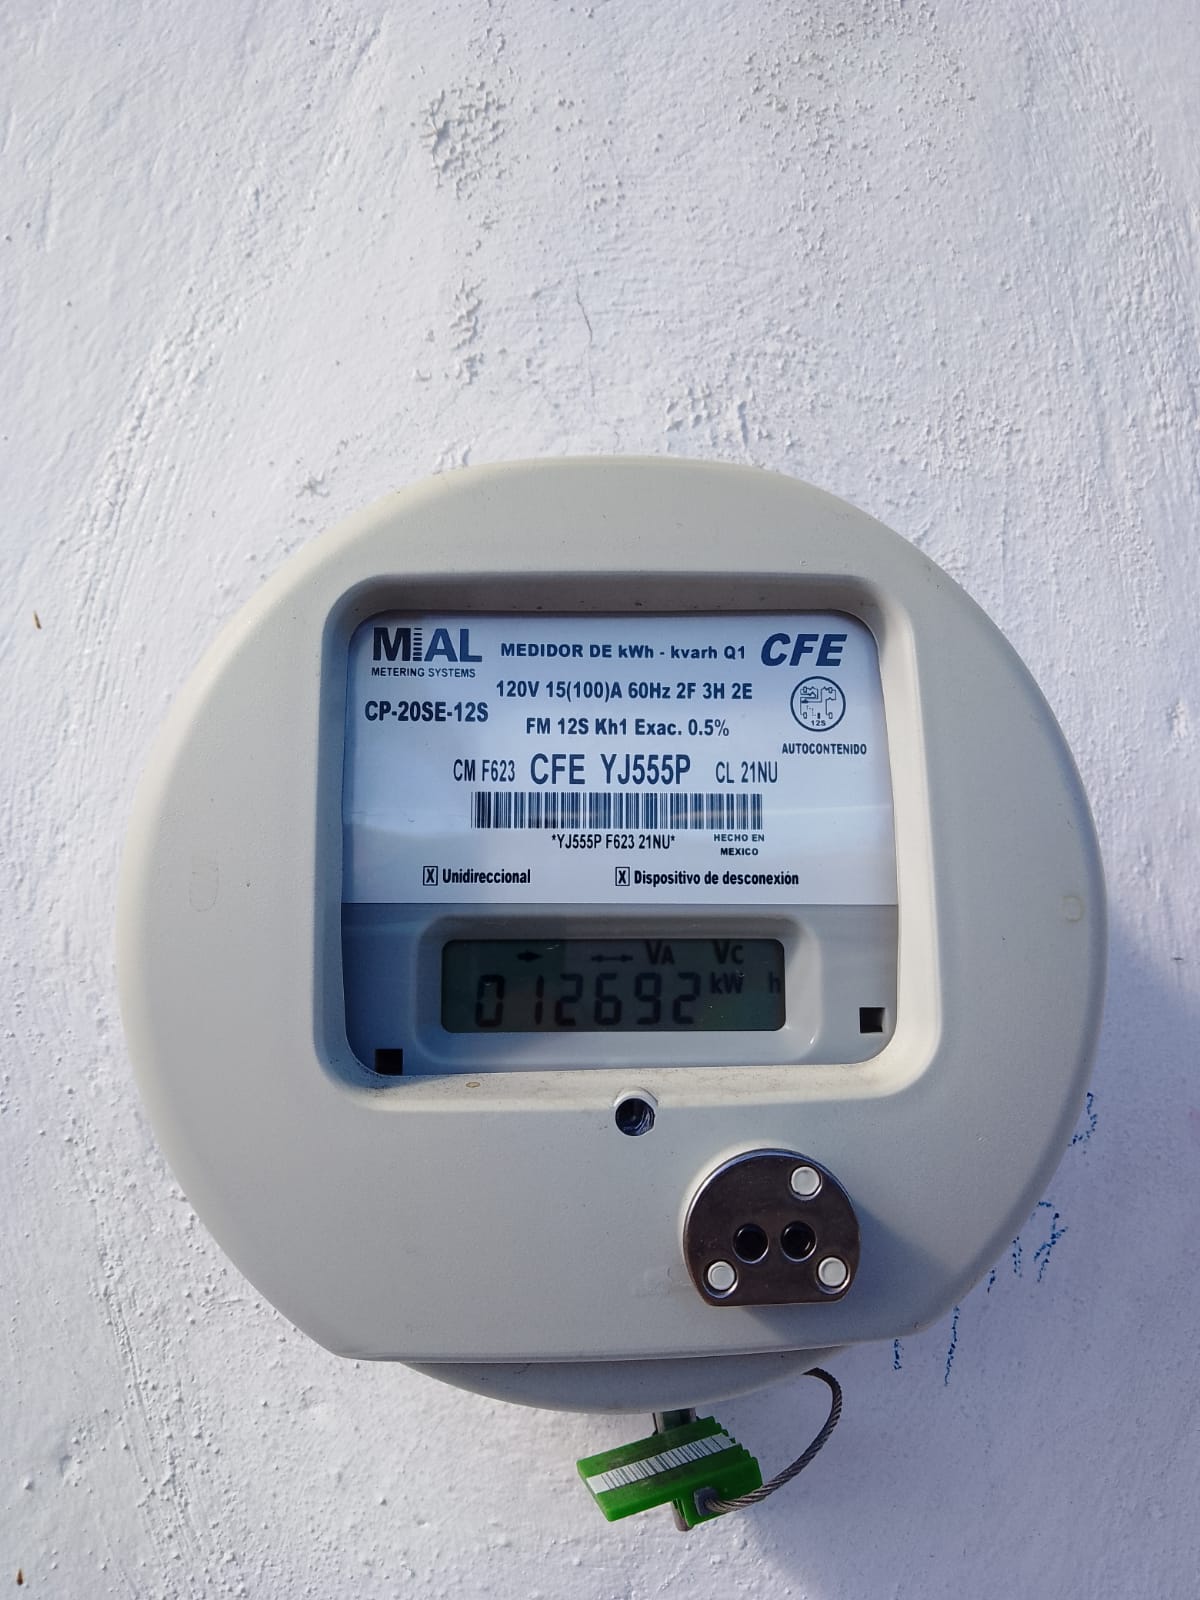 MIAL
METERING SYSTEMS
MEDIDOR DE kWh - kvarh Q1
CFE
120V 15(100)A 60Hz 2F 3H 2E
CP-20SE-12S
FM 12S Kh1 Exac. 0.5%
12S
AUTOCONTENIDO
CM F623 CFE YJ555P CL 21NU
*YJ555P F623 21NU*
HECHO EN
MEXICO
X Unidireccional
X Dispositivo de desconexión
VA VC
012692 kW h